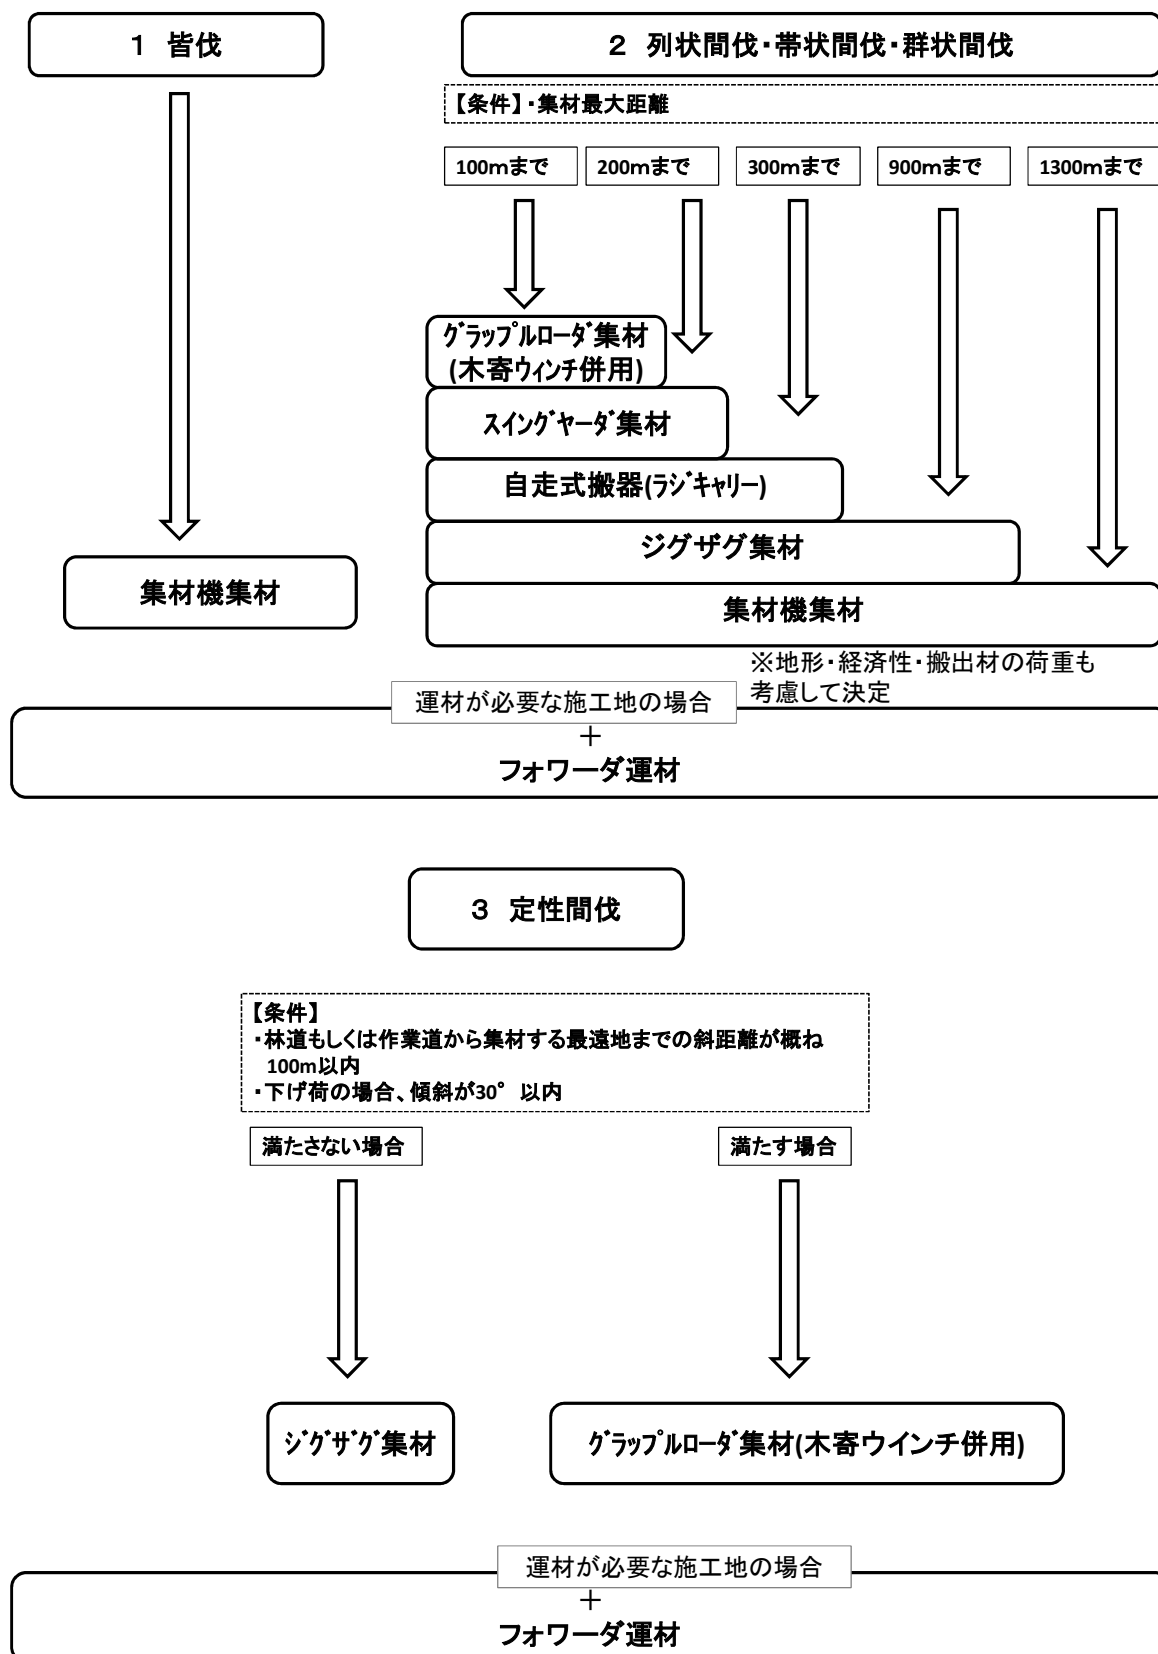 １　皆伐
２　列状間伐・帯状間伐・群状間伐
【条件】・集材最大距離
100ｍまで
200ｍまで
300ｍまで
900ｍまで
1300ｍまで
ｸﾞﾗｯﾌﾟﾙﾛｰﾀﾞ集材
(木寄ｳｨﾝﾁ併用)
ｽｲﾝｸﾞﾔｰﾀﾞ集材
自走式搬器(ﾗｼﾞｷｬﾘｰ)
ジグザグ集材
集材機集材
集材機集材
※地形・経済性・搬出材の荷重も
考慮して決定
運材が必要な施工地の場合
＋
フォワーダ運材
３　定性間伐
【条件】
・林道もしくは作業道から集材する最遠地までの斜距離が概ね
100m以内
・下げ荷の場合、傾斜が30°以内
満たさない場合
満たす場合
ｼﾞｸﾞｻﾞｸﾞ集材
ｸﾞﾗｯﾌﾟﾙﾛｰﾀﾞ集材(木寄ウインチ併用)
運材が必要な施工地の場合
＋
フォワーダ運材